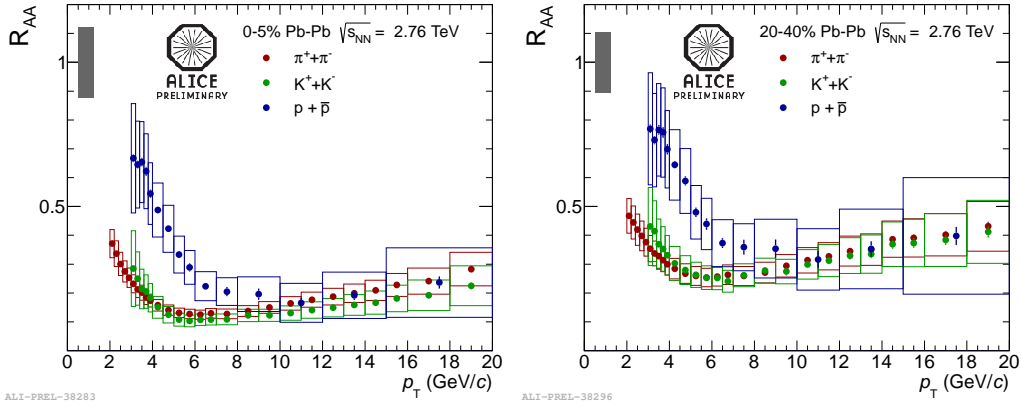 R_AA
0-5% Pb-Pb √s_NN = 2.76 TeV
π⁺+π⁻
K⁺+K⁻
p + p̅
ALICE
PRELIMINARY
1
0.5
0 2 4 6 8 10 12 14 16 18 20
p_T (GeV/c)
ALI-PREL-38283
R_AA
20-40% Pb-Pb √s_NN = 2.76 TeV
π⁺+π⁻
K⁺+K⁻
p + p̅
ALICE
PRELIMINARY
1
0.5
0 2 4 6 8 10 12 14 16 18 20
p_T (GeV/c)
ALI-PREL-38296